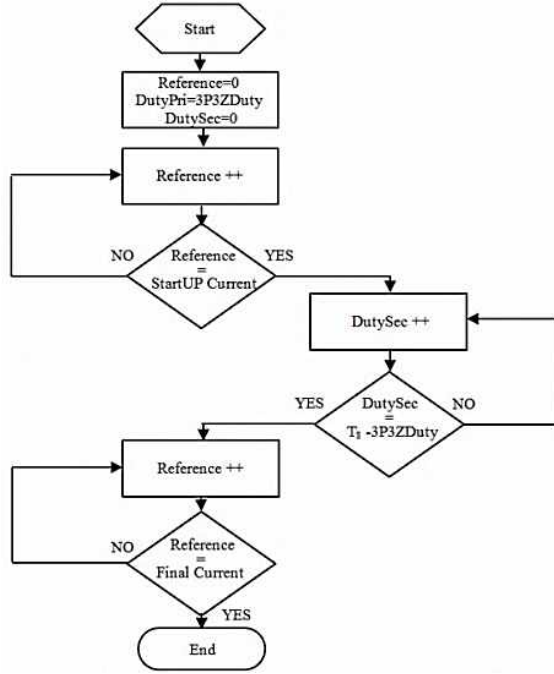 Start
Reference=0
DutyPri=3P3ZDuty
DutySec=0
Reference ++
NO
Reference
=
StartUP Current
YES
DutySec ++
YES
DutySec
=
Ts -3P3ZDuty
NO
Reference ++
NO
Reference
=
Final Current
YES
End